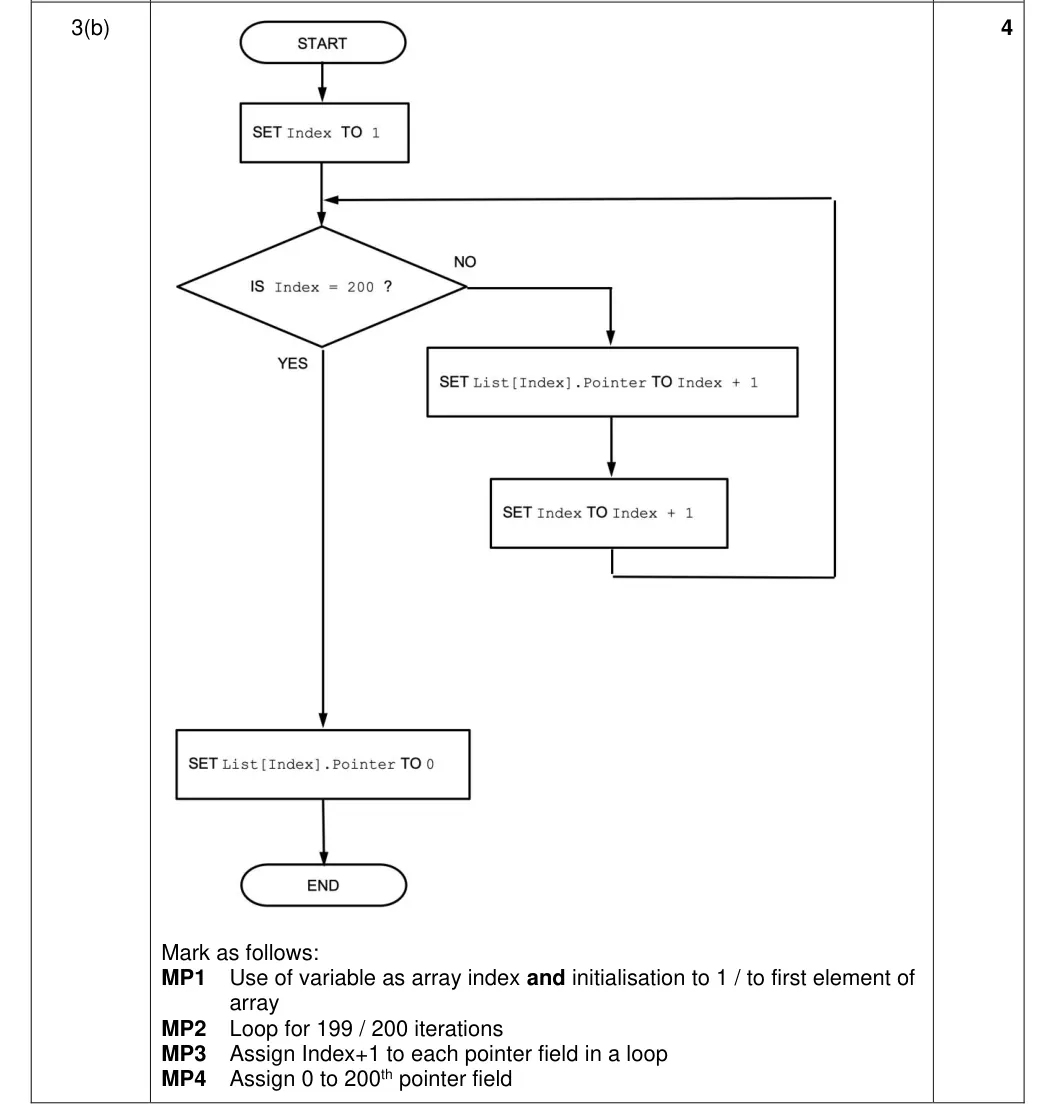 3(b)
4
START
SET Index TO 1
IS Index = 200 ?
NO
YES
SET List[Index].Pointer TO Index + 1
SET Index TO Index + 1
SET List[Index].Pointer TO 0
END
Mark as follows:
MP1 Use of variable as array index and initialisation to 1 / to first element of
array
MP2 Loop for 199 / 200 iterations
MP3 Assign Index+1 to each pointer field in a loop
MP4 Assign 0 to 200th pointer field